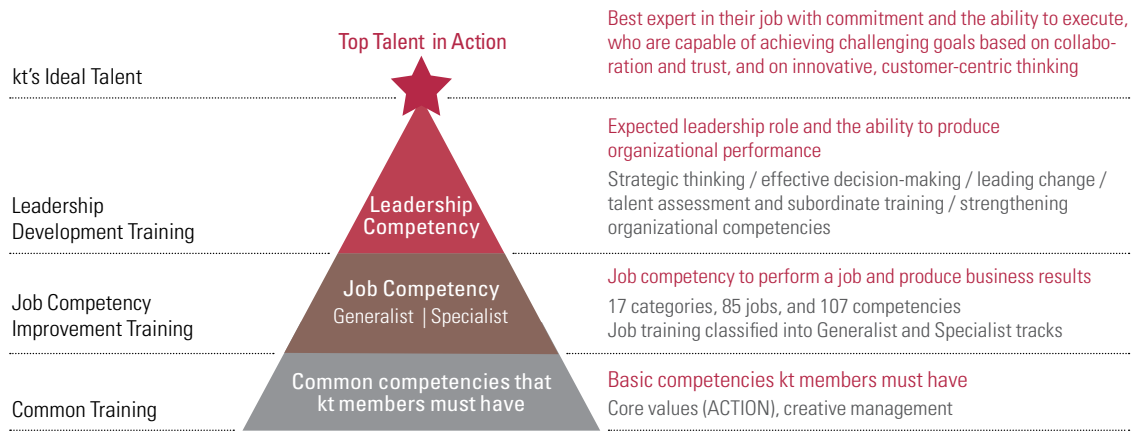 Top Talent in Action
kt's Ideal Talent
Best expert in their job with commitment and the ability to execute,
who are capable of achieving challenging goals based on collabo-
ration and trust, and on innovative, customer-centric thinking
Leadership
Development Training
Leadership
Competency
Expected leadership role and the ability to produce
organizational performance
Strategic thinking / effective decision-making / leading change /
talent assessment and subordinate training / strengthening
organizational competencies
Job Competency
Improvement Training
Job Competency
Generalist | Specialist
Job competency to perform a job and produce business results
17 categories, 85 jobs, and 107 competencies
Job training classified into Generalist and Specialist tracks
Common Training
Common competencies that
kt members must have
Basic competencies kt members must have
Core values (ACTION), creative management